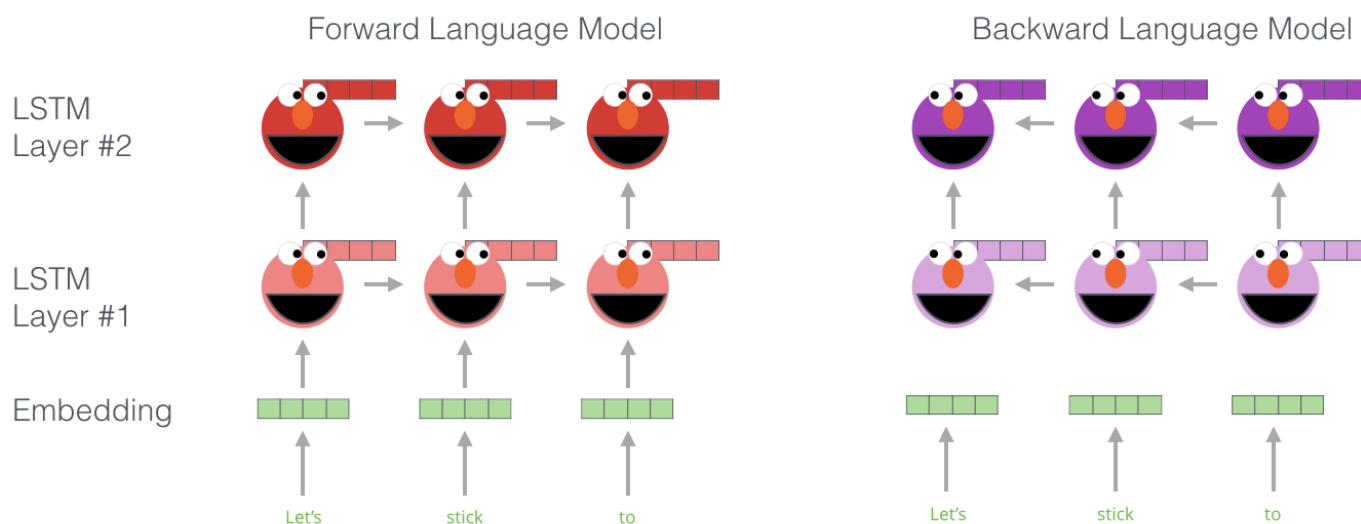 Forward Language Model
Backward Language Model
LSTM
Layer #2
LSTM
Layer #1
Embedding
Let's
stick
to
Let's
stick
to